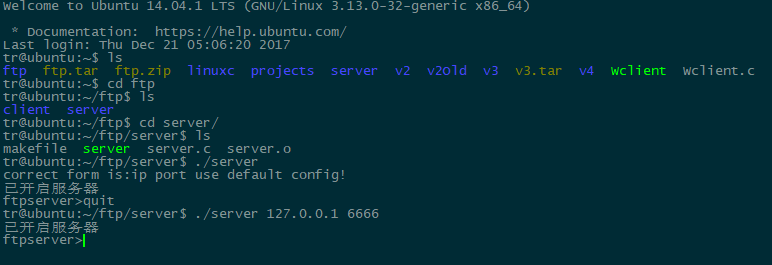 Welcome to Ubuntu 14.04.1 LTS (GNU/Linux 3.13.0-32-generic x86_64)
* Documentation:  https://help.ubuntu.com/
Last login: Thu Dec 21 05:06:20 2017
tr@ubuntu:~$ ls
ftp  ftp.tar  ftp.zip  linuxc  projects  server  v2  v2Old  v3  v3.tar  v4  Wclient  Wclient.c
tr@ubuntu:~$ cd ftp
tr@ubuntu:~/ftp$ ls
client  server
tr@ubuntu:~/ftp$ cd server/
tr@ubuntu:~/ftp/server$ ls
makefile  server  server.c  server.o
tr@ubuntu:~/ftp/server$ ./server
correct form is:ip port use default config!
已开启服务器
ftpserver>quit
tr@ubuntu:~/ftp/server$ ./server 127.0.0.1 6666
已开启服务器
ftpserver>